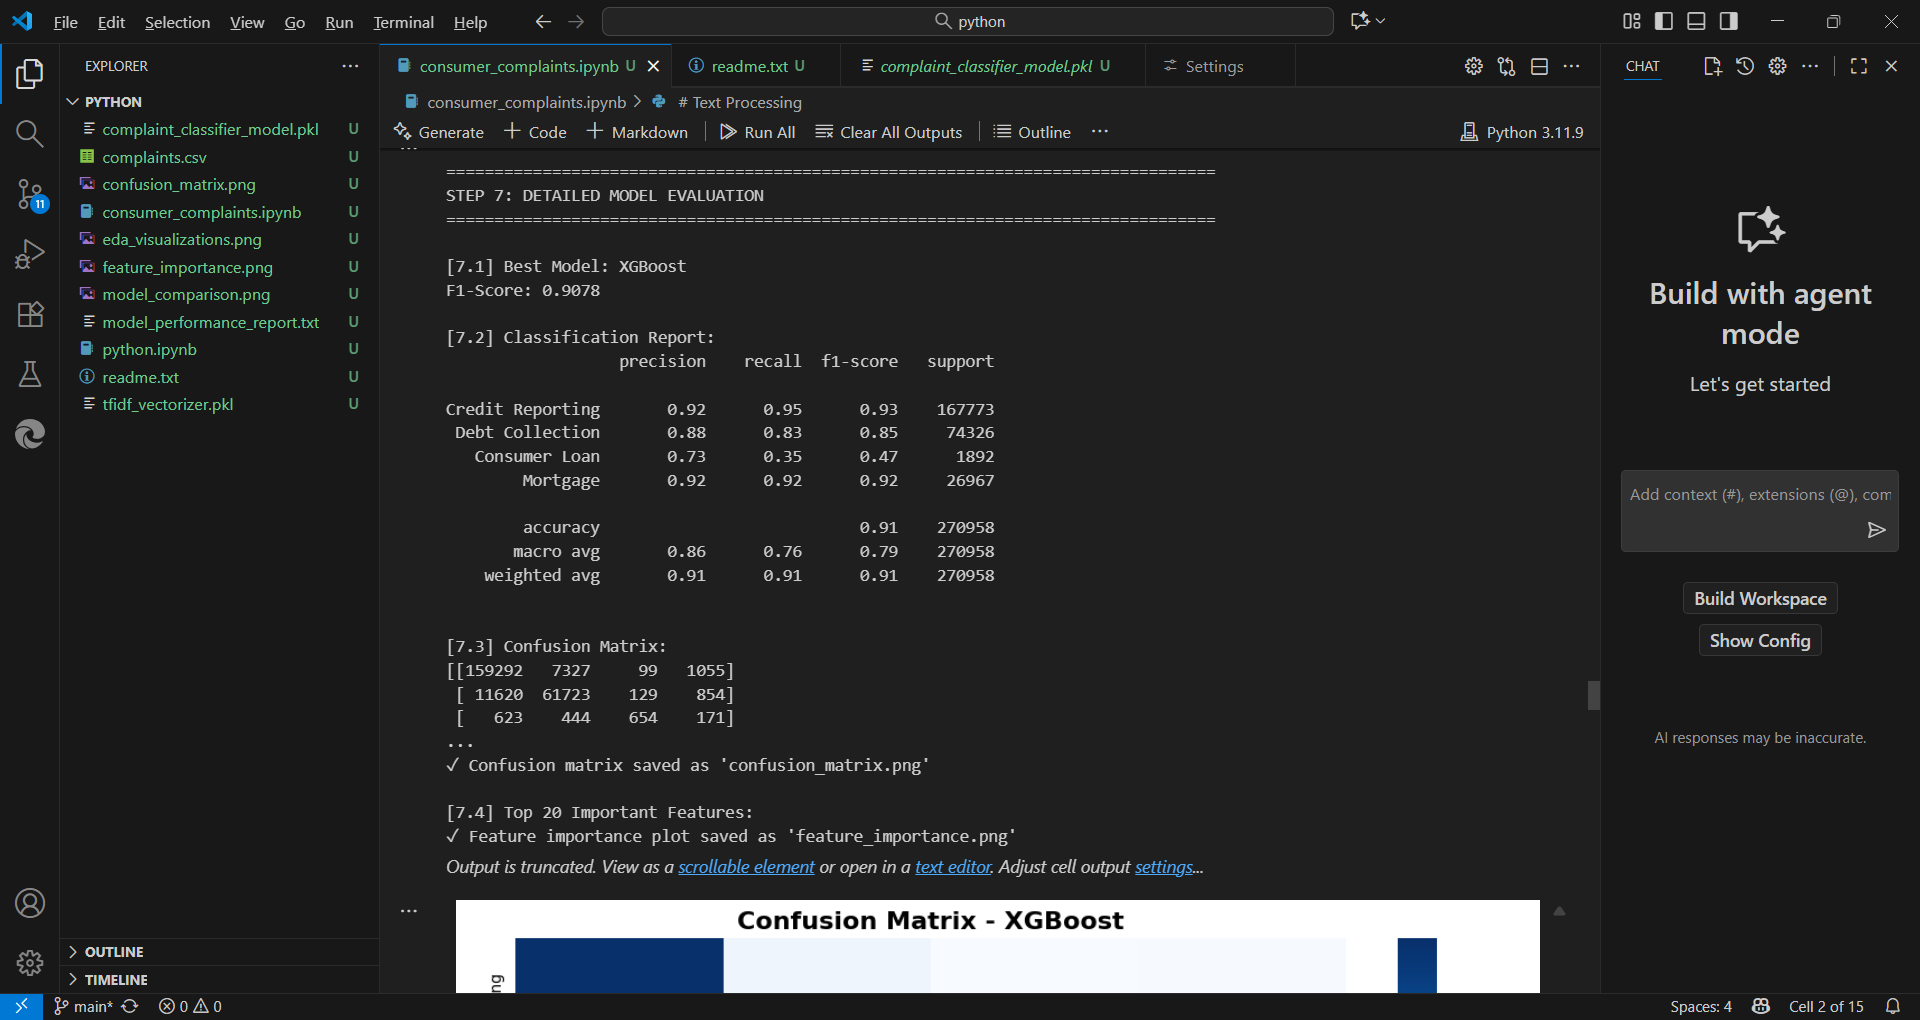 File Edit Selection View Go Run Terminal Help
python
EXPLORER
PYTHON
complaint_classifier_model.pkl U
complaints.csv U
confusion_matrix.png U
consumer_complaints.ipynb U
eda_visualizations.png U
feature_importance.png U
model_comparison.png U
model_performance_report.txt U
python.ipynb U
readme.txt U
tfidf_vectorizer.pkl U
OUTLINE
TIMELINE
11
consumer_complaints.ipynb U
readme.txt U
complaint_classifier_model.pkl U
Settings
consumer_complaints.ipynb > # Text Processing
Generate + Code + Markdown Run All Clear All Outputs Outline ...
Python 3.11.9
================================================================================
STEP 7: DETAILED MODEL EVALUATION
================================================================================
[7.1] Best Model: XGBoost
F1-Score: 0.9078
[7.2] Classification Report:
precision recall f1-score support
Credit Reporting 0.92 0.95 0.93 167773
Debt Collection 0.88 0.83 0.85 74326
Consumer Loan 0.73 0.35 0.47 1892
Mortgage 0.92 0.92 0.92 26967
accuracy 0.91 270958
macro avg 0.86 0.76 0.79 270958
weighted avg 0.91 0.91 0.91 270958
[7.3] Confusion Matrix:
[[159292 7327 99 1055]
[ 11620 61723 129 854]
[ 623 444 654 171]
...
✓ Confusion matrix saved as 'confusion_matrix.png'
[7.4] Top 20 Important Features:
✓ Feature importance plot saved as 'feature_importance.png'
Output is truncated. View as a scrollable element or open in a text editor. Adjust cell output settings...
Confusion Matrix - XGBoost
ng
CHAT
Build with agent
mode
Let's get started
Add context (#), extensions (@), com
Build Workspace
Show Config
AI responses may be inaccurate.
main* 0 0
Spaces: 4 Cell 2 of 15